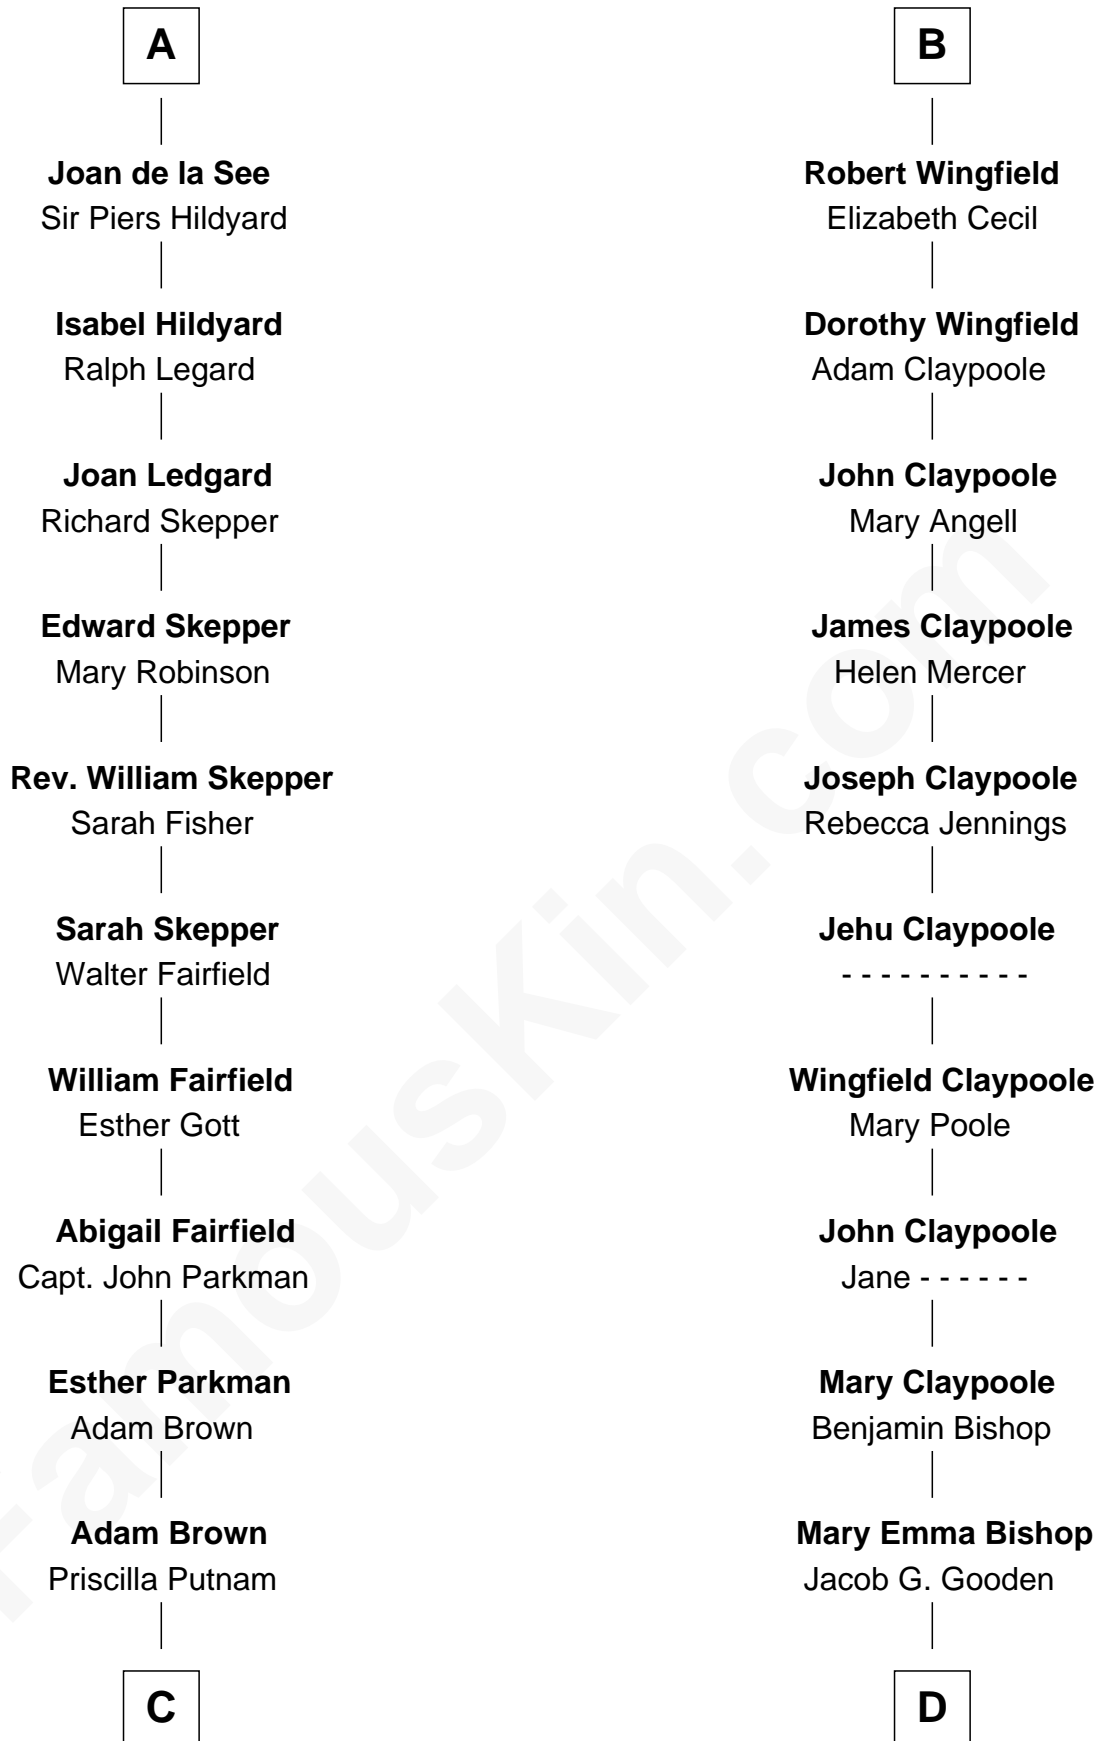 A
Joan de la See
Sir Piers Hildyard
Isabel Hildyard
Ralph Legard
Joan Ledgard
Richard Skepper
Edward Skepper
Mary Robinson
Rev. William Skepper
Sarah Fisher
Sarah Skepper
Walter Fairfield
William Fairfield
Esther Gott
Abigail Fairfield
Capt. John Parkman
Esther Parkman
Adam Brown
Adam Brown
Priscilla Putnam
C
B
Robert Wingfield
Elizabeth Cecil
Dorothy Wingfield
Adam Claypoole
John Claypoole
Mary Angell
James Claypoole
Helen Mercer
Joseph Claypoole
Rebecca Jennings
Jehu Claypoole
- - - - - - - - - -
Wingfield Claypoole
Mary Poole
John Claypoole
Jane - - - - - -
Mary Claypoole
Benjamin Bishop
Mary Emma Bishop
Jacob G. Gooden
D
FamousKin.com